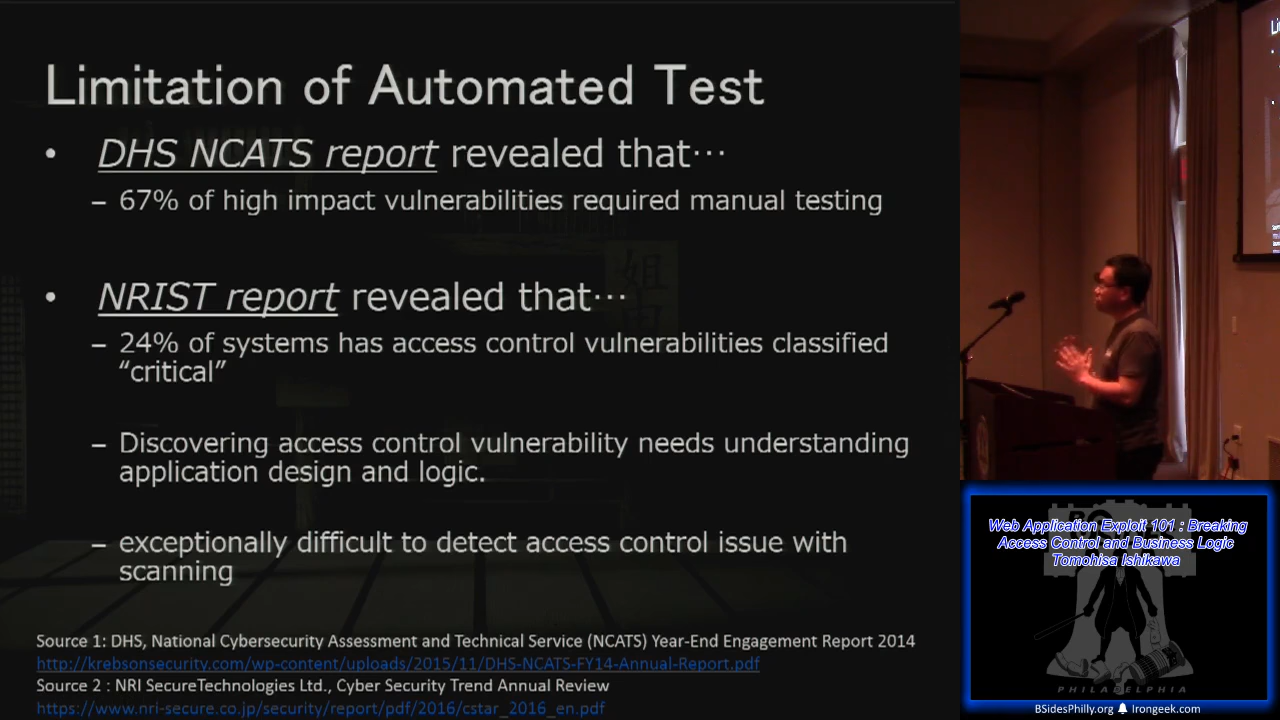 Limitation of Automated Test
• DHS NCATS report revealed that…
– 67% of high impact vulnerabilities required manual testing
• NRIST report revealed that…
– 24% of systems has access control vulnerabilities classified
“critical”
– Discovering access control vulnerability needs understanding
application design and logic.
– exceptionally difficult to detect access control issue with
scanning
Source 1: DHS, National Cybersecurity Assessment and Technical Service (NCATS) Year-End Engagement Report 2014
http://krebsonsecurity.com/wp-content/uploads/2015/11/DHS-NCATS-FY14-Annual-Report.pdf
Source 2 : NRI SecureTechnologies Ltd., Cyber Security Trend Annual Review
https://www.nri-secure.co.jp/security/report/pdf/2016/cstar_2016_en.pdf
Web Application Exploit 101 : Breaking
Access Control and Business Logic
Tomohisa Ishikawa
PHILADELPHIA
BSidesPhilly.org Irongeek.com